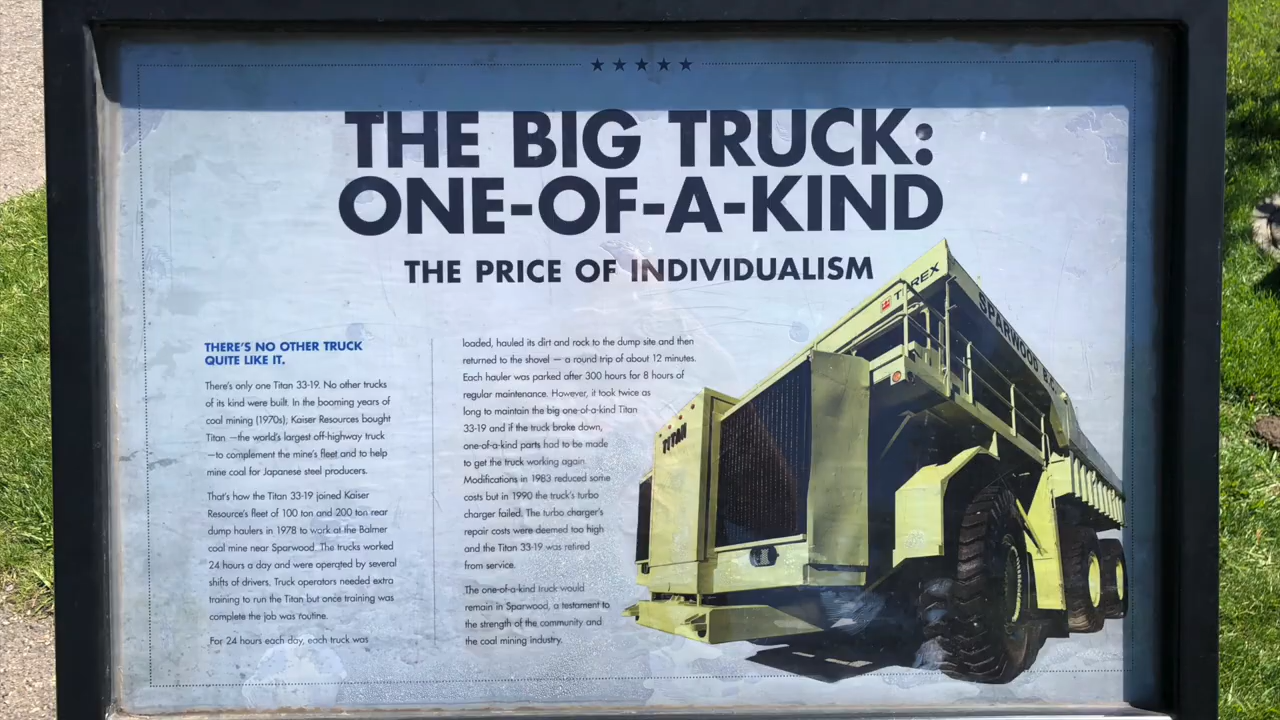 THE BIG TRUCK:
ONE-OF-A-KIND
THE PRICE OF INDIVIDUALISM
THERE'S NO OTHER TRUCK
QUITE LIKE IT.
There's only one Titan 33-19. No other trucks
of its kind were built. In the booming years of
coal mining (1970s), Kaiser Resources bought
Titan —the world's largest off-highway truck
—to complement the mine's fleet and to help
mine coal for Japanese steel producers.
That's how the Titan 33-19 joined Kaiser
Resource's fleet of 100 ton and 200 ton rear
dump haulers in 1978 to work at the Balmer
coal mine near Sparwood. The trucks worked
24 hours a day and were operated by several
shifts of drivers. Truck operators needed extra
training to run the Titan but once training was
complete the job was routine.
For 24 hours each day, each truck was
loaded, hauled its dirt and rock to the dump site and then
returned to the shovel — a round trip of about 12 minutes.
Each hauler was parked after 300 hours for 8 hours of
regular maintenance. However, it took twice as
long to maintain the big one-of-a-kind Titan
33-19 and if the truck broke down,
one-of-a-kind parts had to be made
to get the truck working again.
Modifications in 1983 reduced some
costs but in 1990 the truck's turbo
charger failed. The turbo charger's
repair costs were deemed too high
and the Titan 33-19 was retired
from service.
The one-of-a-kind truck would
remain in Sparwood, a testament to
the strength of the community and
the coal mining industry.
TEREX
SPARWOOD B.C.
TITAN